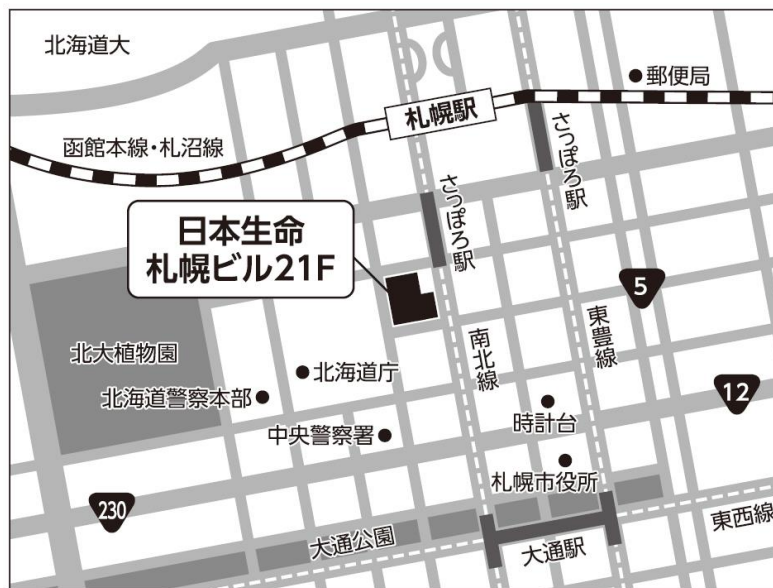 北海道大
郵便局
札幌駅
函館本線・札沼線
さっぽろ駅
さっぽろ駅
日本生命
札幌ビル21F
5
北大植物園
北海道庁
南北線
東豊線
12
北海道警察本部
時計台
中央警察署
札幌市役所
230
大通公園
大通駅
東西線